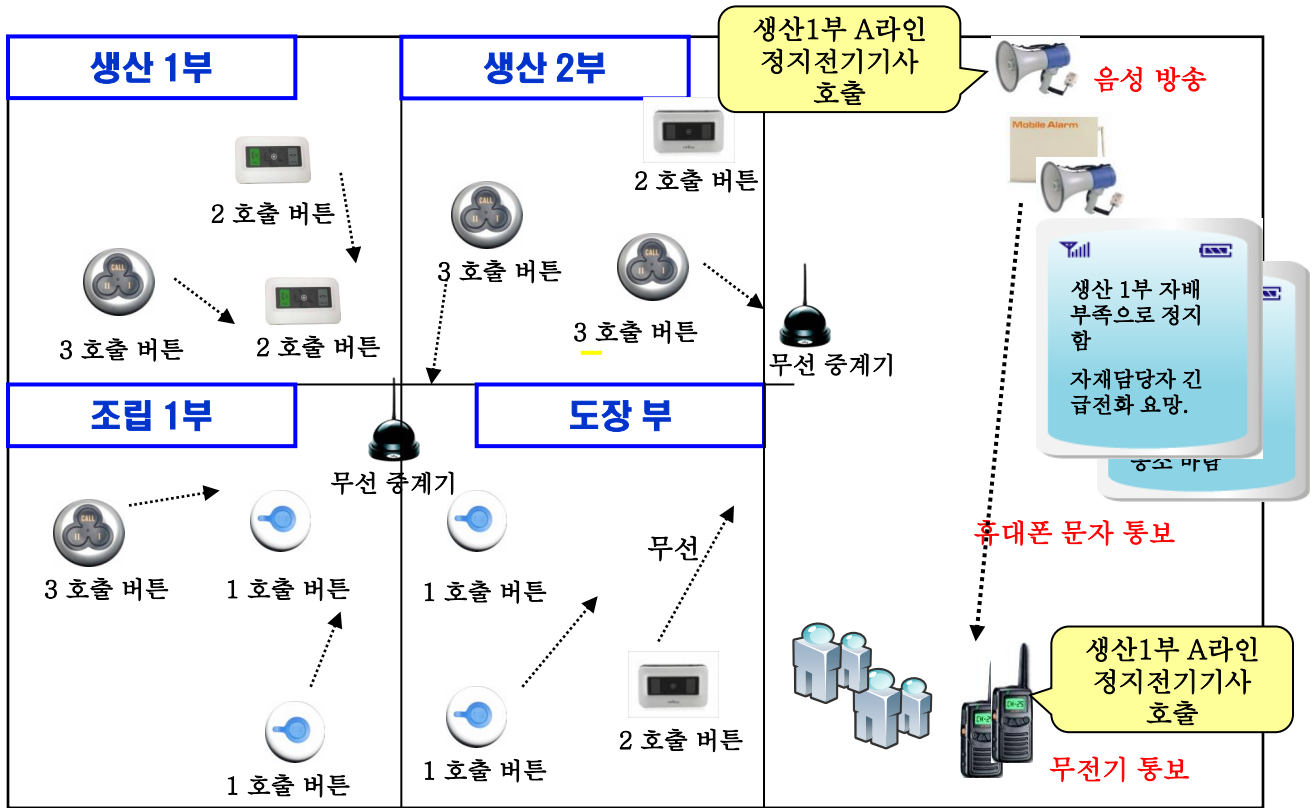 생산 1부
생산 2부
생산1부 A라인
정지전기기사
호출
음성 방송
Mobile Alarm
2 호출 버튼
3 호출 버튼
2 호출 버튼
3 호출 버튼
2 호출 버튼
3 호출 버튼
무선 중계기
생산 1부 자배
부족으로 정지
함
자재담당자 긴
급전화 요망.
조립 1부
도장 부
무선 중계기
3 호출 버튼
1 호출 버튼
1 호출 버튼
1 호출 버튼
무선
1 호출 버튼
2 호출 버튼
휴대폰 문자 통보
생산1부 A라인
정지전기기사
호출
무전기 통보